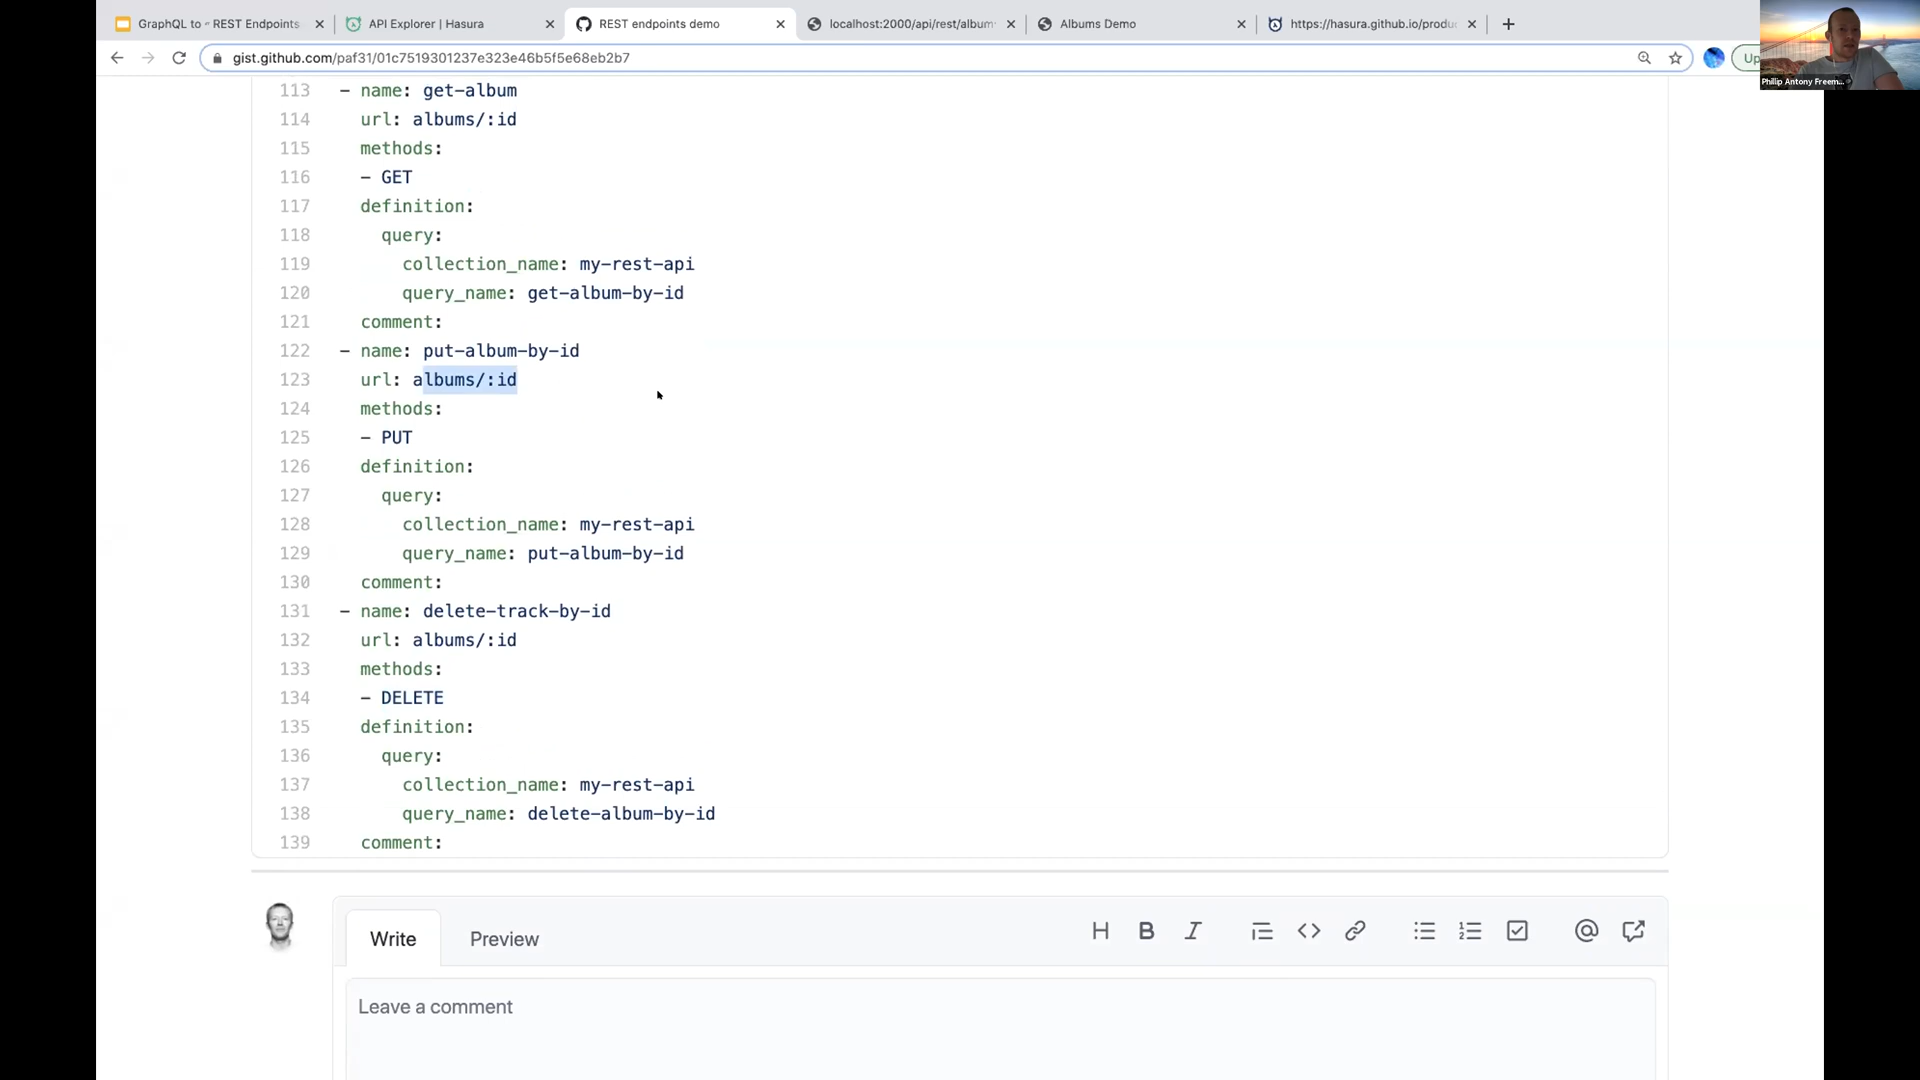 GraphQL to - REST Endpoints
API Explorer | Hasura
REST endpoints demo
localhost:2000/api/rest/album
Albums Demo
https://hasura.github.io/produ
gist.github.com/paf31/01c7519301237e323e46b5f5e68eb2b7
Up
Philip Antony Freem...
113 - name: get-album
114 url: albums/:id
115 methods:
116 - GET
117 definition:
118 query:
119 collection_name: my-rest-api
120 query_name: get-album-by-id
121 comment:
122 - name: put-album-by-id
123 url: albums/:id
124 methods:
125 - PUT
126 definition:
127 query:
128 collection_name: my-rest-api
129 query_name: put-album-by-id
130 comment:
131 - name: delete-track-by-id
132 url: albums/:id
133 methods:
134 - DELETE
135 definition:
136 query:
137 collection_name: my-rest-api
138 query_name: delete-album-by-id
139 comment:
Write Preview
Leave a comment